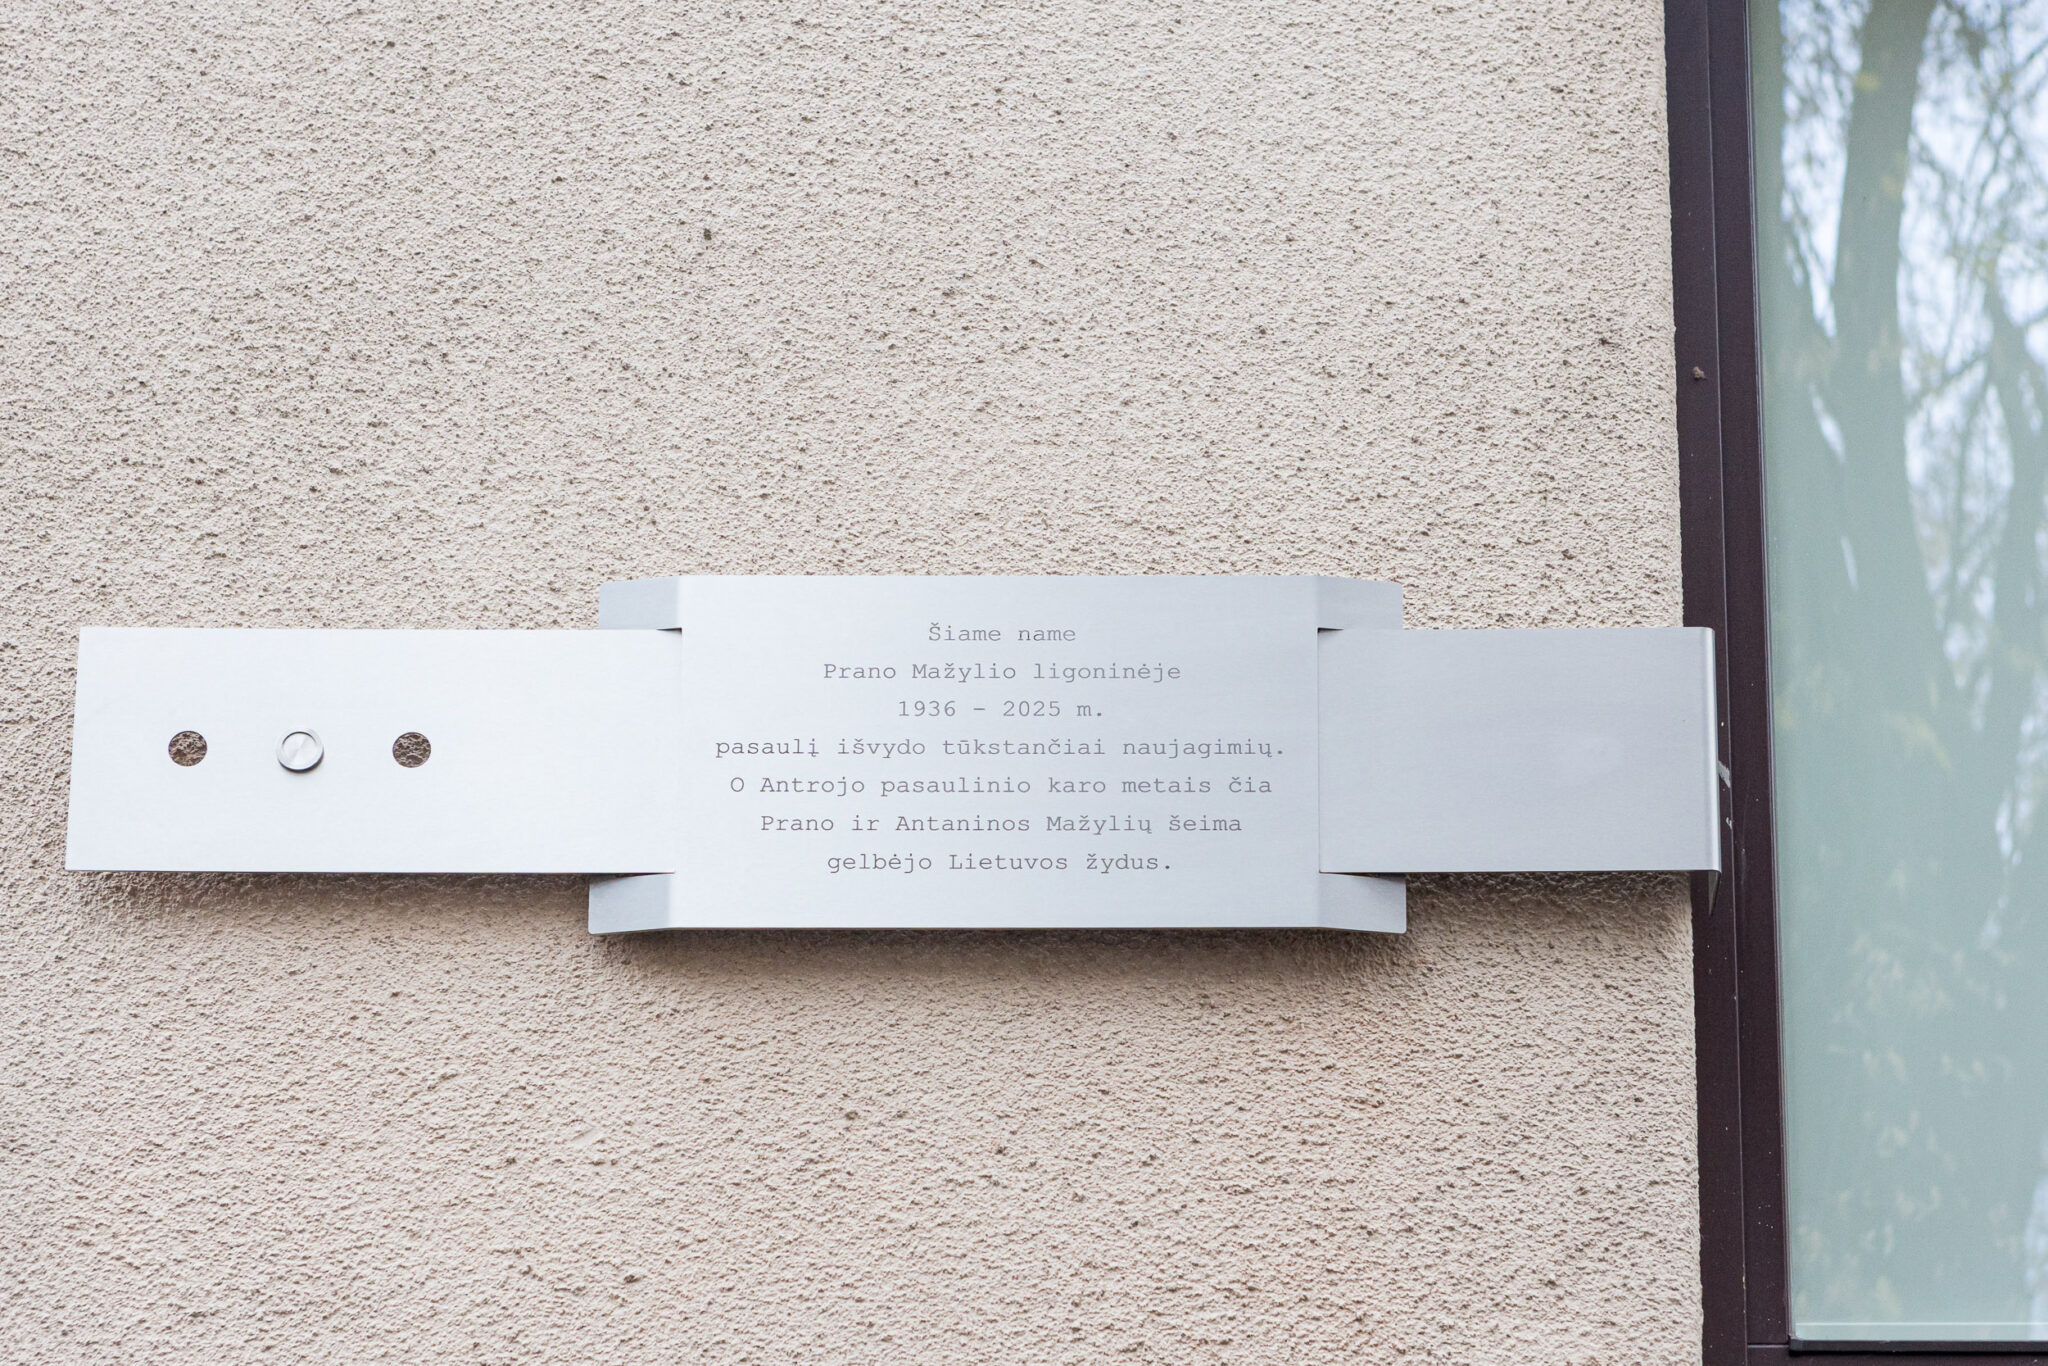 Šiame name
Prano Mažylio ligoninėje
1936 – 2025 m.
pasaulį išvydo tūkstančiai naujagimių.
O Antrojo pasaulinio karo metais čia
Prano ir Antaninos Mažylių šeima
gelbėjo Lietuvos žydus.